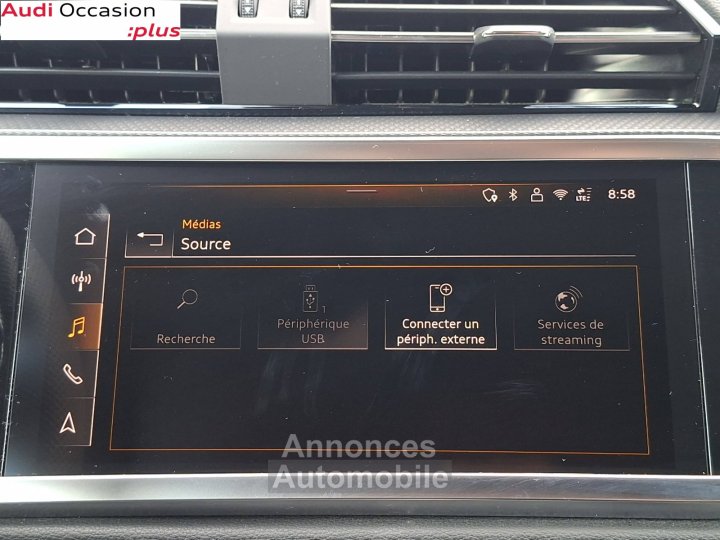 Audi Occasion
:plus
LTE
8:58
Médias
Source
Recherche
1
Périphérique
USB
Connecter un
périph. externe
Services de
streaming
Annonces
Automobile